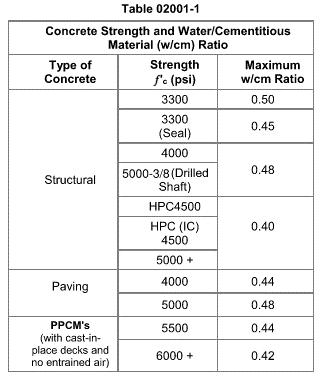 Table 02001-1
Concrete Strength and Water/Cementitious
Material (w/cm) Ratio
Type of
Concrete
Strength
f'c (psi)
Maximum
w/cm Ratio
Structural
3300
0.50
3300
(Seal)
0.45
4000
5000-3/8 (Drilled
Shaft)
0.48
HPC4500
HPC (IC)
4500
5000 +
0.40
Paving
4000
0.44
5000
0.48
PPCM's
(with cast-in-
place decks and
no entrained air)
5500
0.44
6000 +
0.42